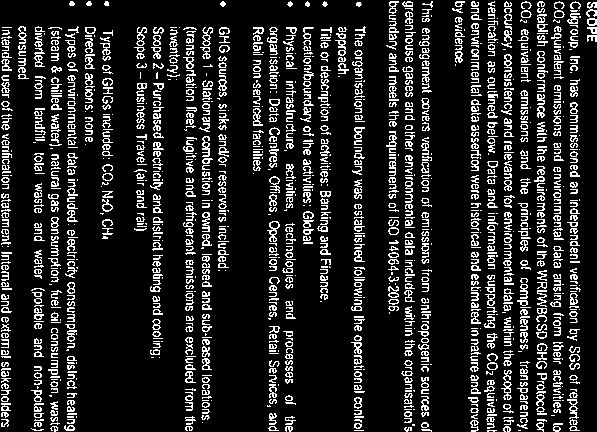 SCOPE
Citigroup, Inc. has commissioned an independent verification by SGS of reported
CO₂ equivalent emissions and environmental data arising from their activities, to
establish conformance with the requirements of the WRI/WBCSD GHG Protocol for
CO₂ equivalent emissions and the principles of completeness, transparency,
accuracy, consistency and relevance for environmental data, within the scope of the
verification as outlined below. Data and information supporting the CO₂ equivalent
and environmental data assertion were historical and estimated in nature and proven
by evidence.
This engagement covers verification of emissions from anthropogenic sources of
greenhouse gases and other environmental data included within the organisation's
boundary and meets the requirements of ISO 14064-3:2006.
• The organisational boundary was established following the operational control
approach.
• Title or description of activities: Banking and Finance.
• Location/boundary of the activities: Global
• Physical infrastructure, activities, technologies and processes of the
organisation: Data Centres, Offices, Operation Centres, Retail Services, and
Retail non-serviced facilities.
• GHG sources, sinks and/or reservoirs included:
Scope 1 - Stationary combustion in owned, leased and sub-leased locations.
(transportation fleet, fugitive and refrigerant emissions are excluded from the
inventory);
Scope 2 – Purchased electricity and district heating and cooling;
Scope 3 – Business Travel (air and rail)
• Types of GHGs included: CO₂, N₂O, CH₄
• Directed actions: none.
• Types of environmental data included: electricity consumption, district heating
(steam & chilled water), natural gas consumption, fuel oil consumption, waste
diverted from landfill, total waste and water (potable and non-potable)
consumed
Intended user of the verification statement: Internal and external stakeholders